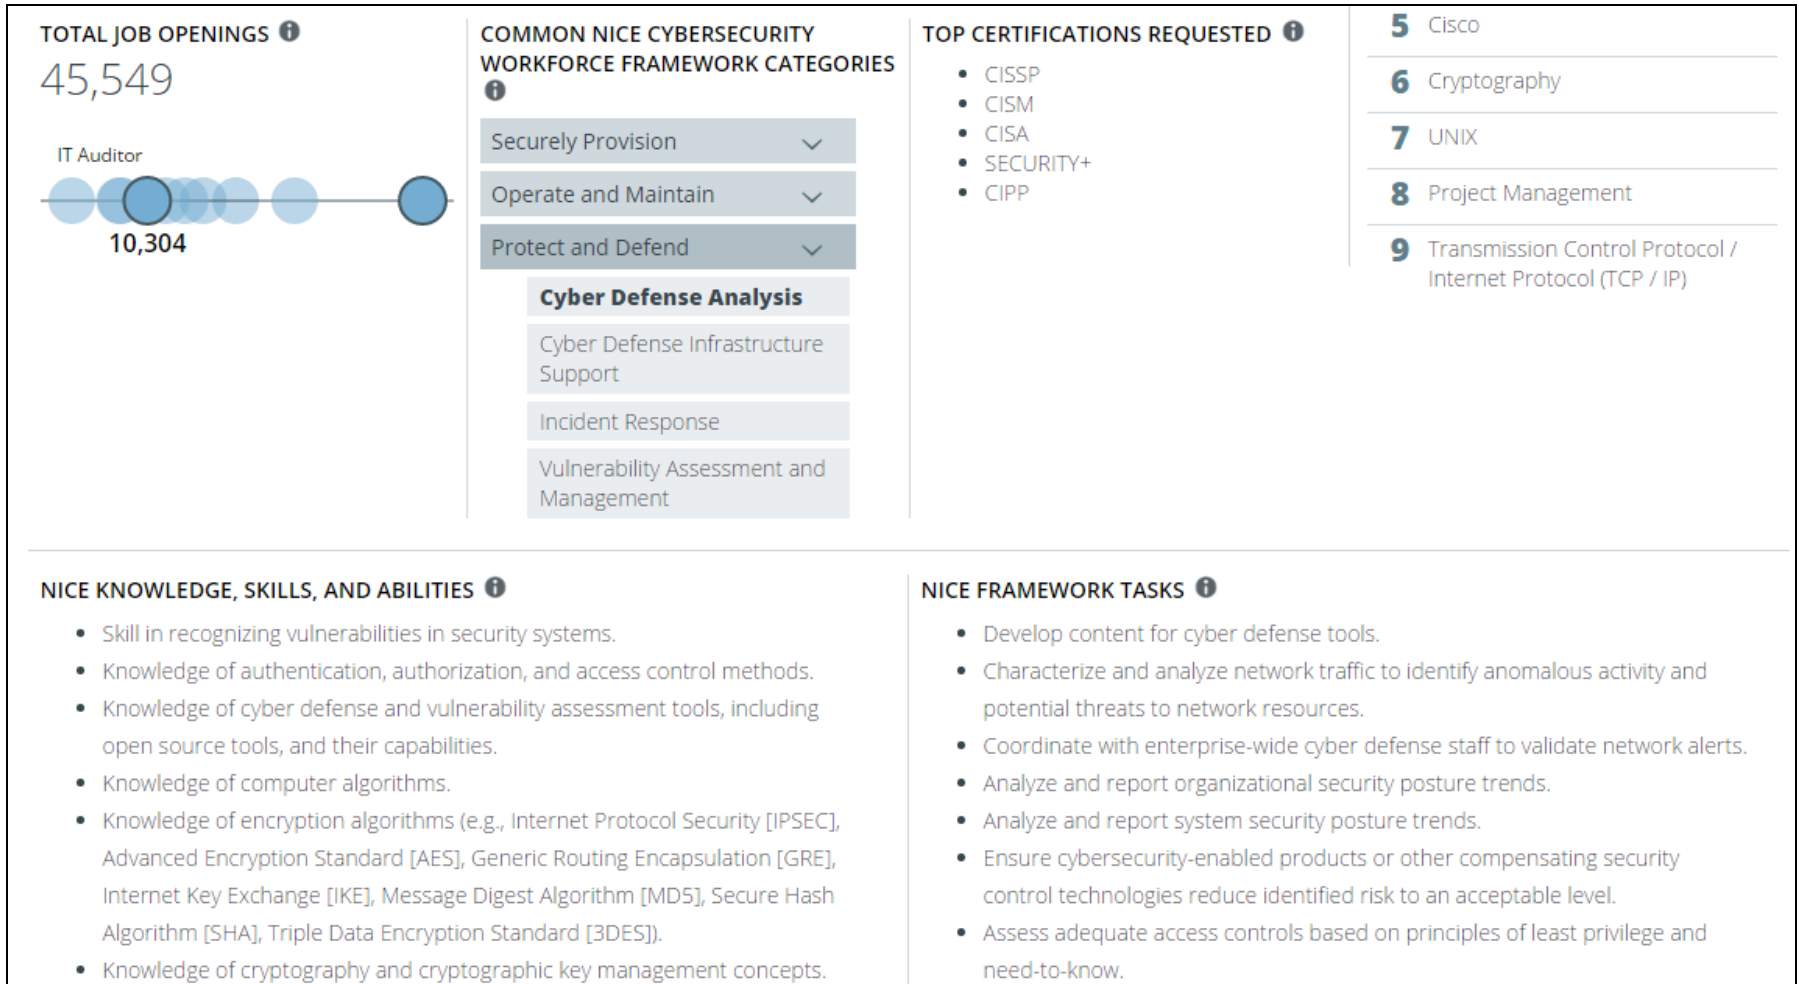 TOTAL JOB OPENINGS
45,549
IT Auditor
10,304
COMMON NICE CYBERSECURITY
WORKFORCE FRAMEWORK CATEGORIES
Securely Provision
Operate and Maintain
Protect and Defend
Cyber Defense Analysis
Cyber Defense Infrastructure
Support
Incident Response
Vulnerability Assessment and
Management
TOP CERTIFICATIONS REQUESTED
• CISSP
• CISM
• CISA
• SECURITY+
• CIPP
5 Cisco
6 Cryptography
7 UNIX
8 Project Management
9 Transmission Control Protocol /
Internet Protocol (TCP / IP)
NICE KNOWLEDGE, SKILLS, AND ABILITIES
• Skill in recognizing vulnerabilities in security systems.
• Knowledge of authentication, authorization, and access control methods.
• Knowledge of cyber defense and vulnerability assessment tools, including
open source tools, and their capabilities.
• Knowledge of computer algorithms.
• Knowledge of encryption algorithms (e.g., Internet Protocol Security [IPSEC],
Advanced Encryption Standard [AES], Generic Routing Encapsulation [GRE],
Internet Key Exchange [IKE], Message Digest Algorithm [MD5], Secure Hash
Algorithm [SHA], Triple Data Encryption Standard [3DES]).
• Knowledge of cryptography and cryptographic key management concepts.
NICE FRAMEWORK TASKS
• Develop content for cyber defense tools.
• Characterize and analyze network traffic to identify anomalous activity and
potential threats to network resources.
• Coordinate with enterprise-wide cyber defense staff to validate network alerts.
• Analyze and report organizational security posture trends.
• Analyze and report system security posture trends.
• Ensure cybersecurity-enabled products or other compensating security
control technologies reduce identified risk to an acceptable level.
• Assess adequate access controls based on principles of least privilege and
need-to-know.